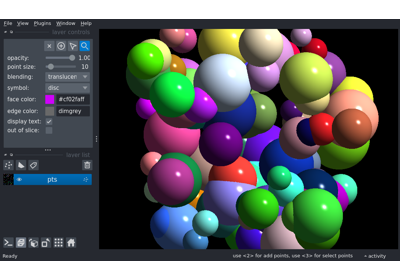 File View Plugins Window Help
layer controls
opacity: 1.00
point size: 10
blending: translucen
symbol: disc
face color: #cf02faff
edge color: dimgrey
display text:
out of slice:
layer list
pts
Ready use <2> for add points, use <3> for select points activity